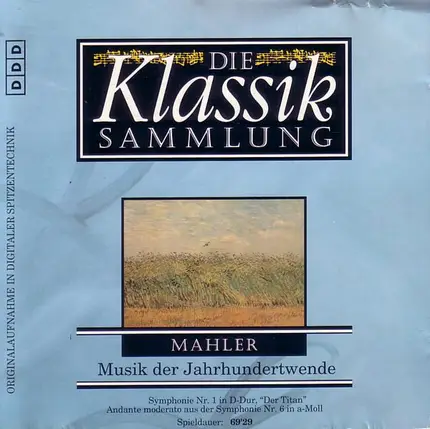 DDD
ORIGINALAUFNAHME IN DIGITALER SPITZENTECHNIK
DIE
Klassik
SAMMLUNG
MAHLER
Musik der Jahrhundertwende
Symphonie Nr. 1 in D-Dur, "Der Titan"
Andante moderato aus der Symphonie Nr. 6 in a-Moll
Spieldauer: 69'29